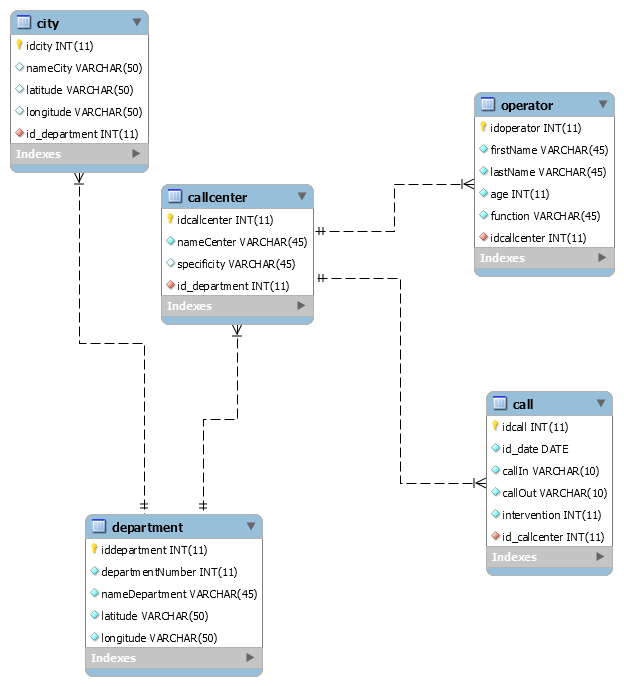 city
idcity INT(11)
nameCity VARCHAR(50)
latitude VARCHAR(50)
longitude VARCHAR(50)
id_department INT(11)
Indexes
callcenter
idcallcenter INT(11)
nameCenter VARCHAR(45)
specificity VARCHAR(45)
id_department INT(11)
Indexes
operator
idoperator INT(11)
firstName VARCHAR(45)
lastName VARCHAR(45)
age INT(11)
function VARCHAR(45)
idcallcenter INT(11)
Indexes
call
idcall INT(11)
id_date DATE
callIn VARCHAR(10)
callOut VARCHAR(10)
intervention INT(11)
id_callcenter INT(11)
Indexes
department
iddepartment INT(11)
departmentNumber INT(11)
nameDepartment VARCHAR(45)
latitude VARCHAR(50)
longitude VARCHAR(50)
Indexes